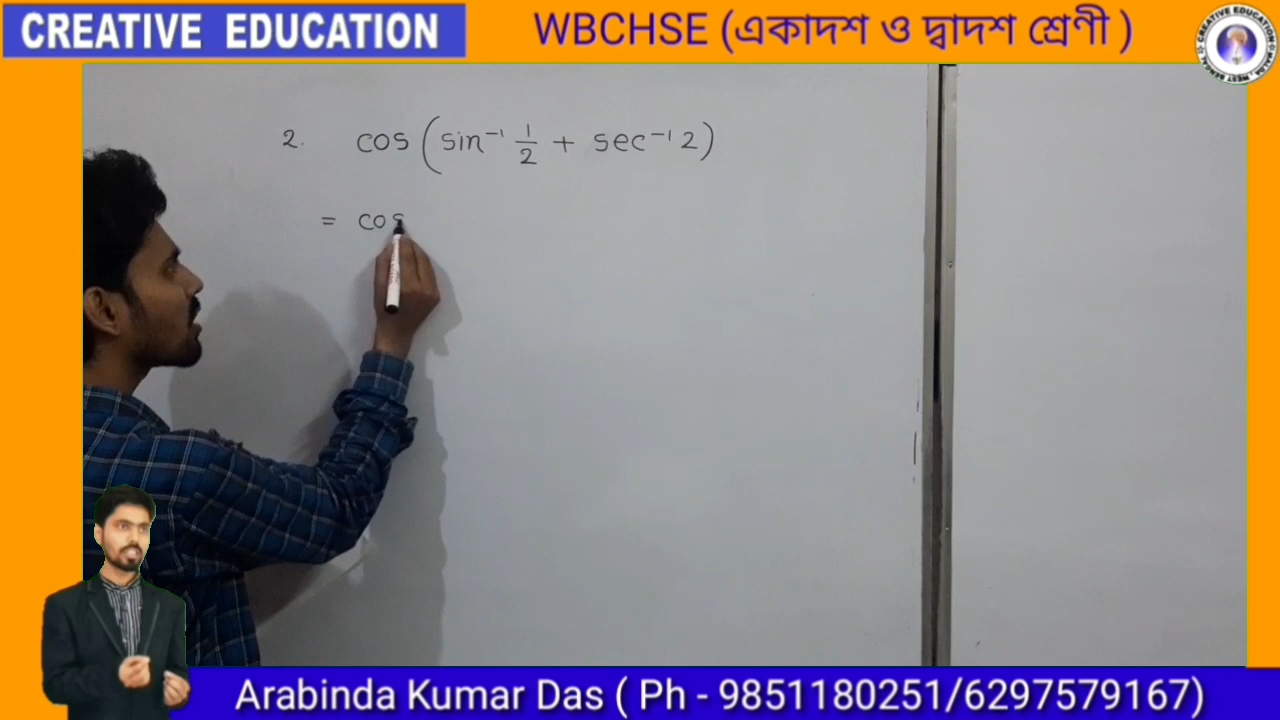 CREATIVE EDUCATION
WBCHSE (একাদশ ও দ্বাদশ শ্রেণী )
2. cos(sin⁻¹ 1/2 + sec⁻¹ 2)
= cos
Arabinda Kumar Das ( Ph - 9851180251/6297579167)